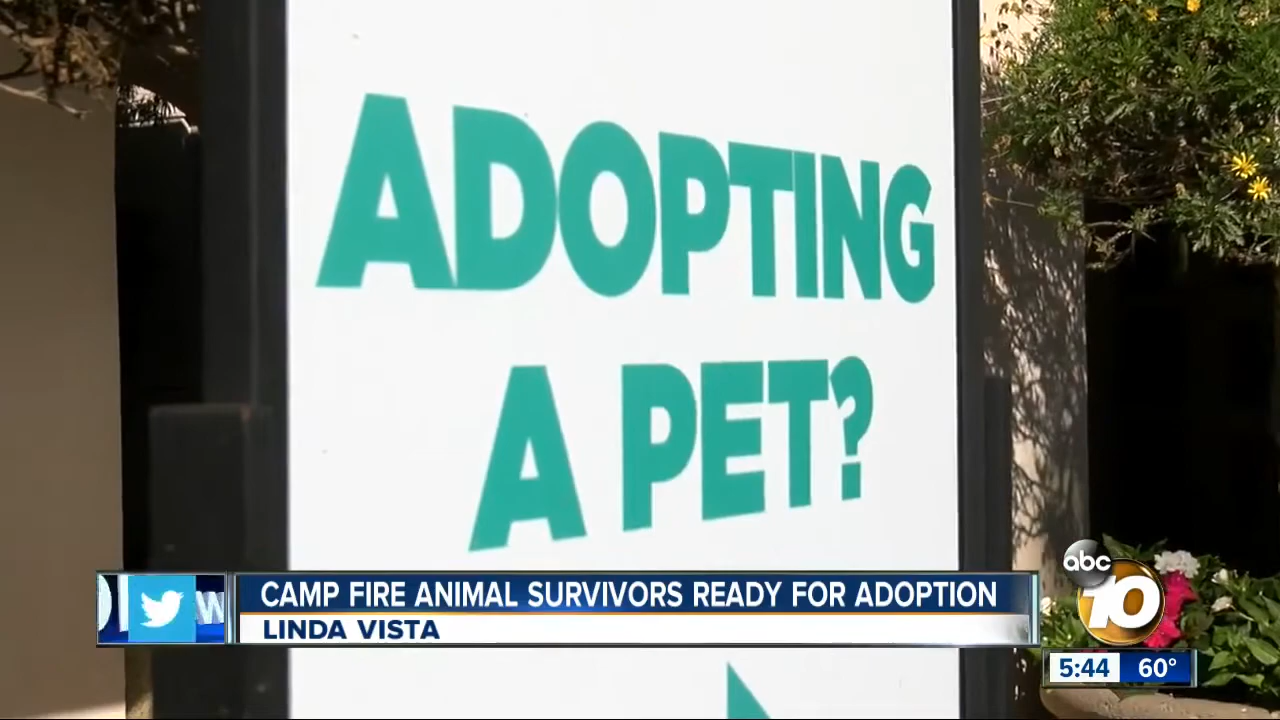 ADOPTING
A PET?
CAMP FIRE ANIMAL SURVIVORS READY FOR ADOPTION
LINDA VISTA
abc
10
5:44 60°